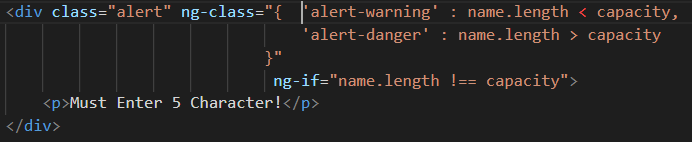 <div class="alert" ng-class="{  'alert-warning' : name.length < capacity,
'alert-danger' : name.length > capacity
}"
ng-if="name.length !== capacity">
<p>Must Enter 5 Character!</p>
</div>